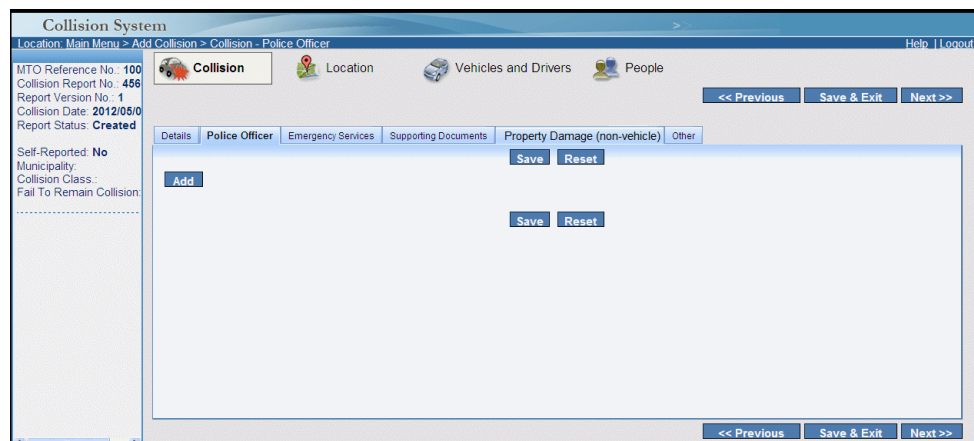 Collision System
>
Location: Main Menu > Add Collision > Collision - Police Officer
Help | Logout
MTO Reference No.: 100
Collision Report No.: 456
Report Version No.: 1
Collision Date: 2012/05/0
Report Status: Created
Self-Reported: No
Municipality:
Collision Class.:
Fail To Remain Collision:
Collision Location Vehicles and Drivers People
<< Previous Save & Exit Next >>
Details Police Officer Emergency Services Supporting Documents Property Damage (non-vehicle) Other
Save Reset
Add
Save Reset
<< Previous Save & Exit Next >>